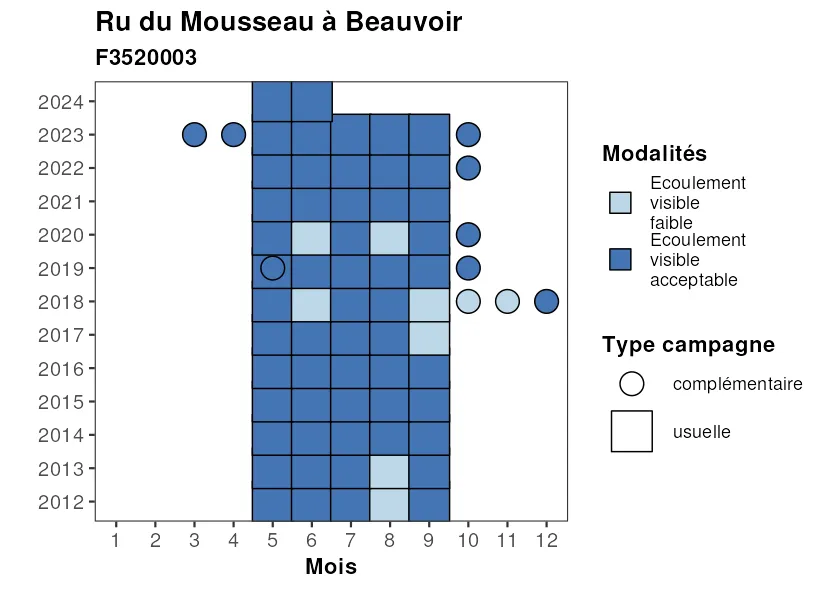 Ru du Mousseau à Beauvoir
F3520003
2024
2023
2022
2021
2020
2019
2018
2017
2016
2015
2014
2013
2012
1 2 3 4 5 6 7 8 9 10 11 12
Mois
Modalités
Ecoulement
visible
faible
Ecoulement
visible
acceptable
Type campagne
complémentaire
usuelle